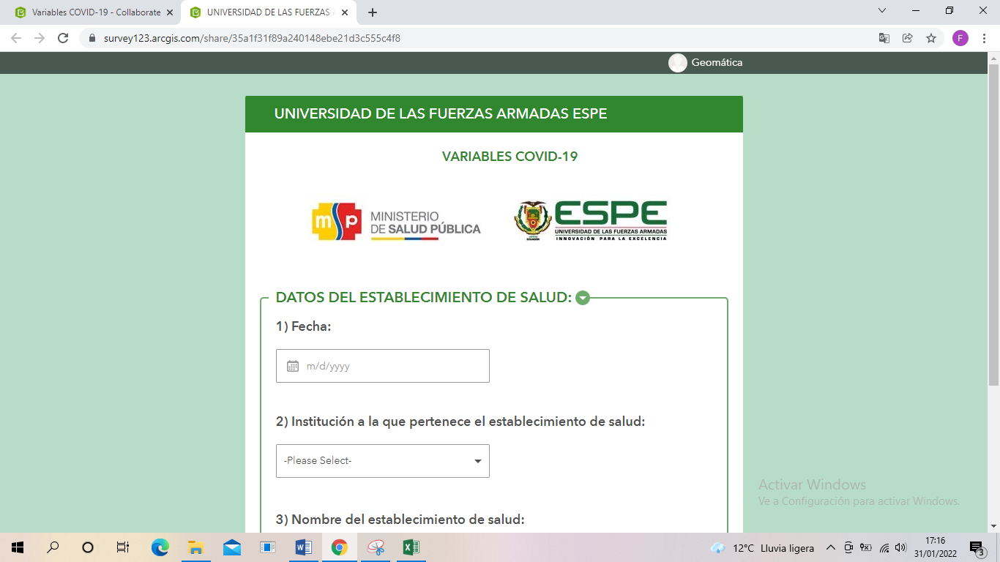 Variables COVID-19 - Collaborate
UNIVERSIDAD DE LAS FUERZAS A
survey123.arcgis.com/share/35a1f31f89a240148ebe21d3c555c4f8
F
Geomática
UNIVERSIDAD DE LAS FUERZAS ARMADAS ESPE
VARIABLES COVID-19
msp
MINISTERIO
DE SALUD PÚBLICA
ESPE
UNIVERSIDAD DE LAS FUERZAS ARMADAS
INNOVACIÓN PARA LA EXCELENCIA
ECUADOR
DATOS DEL ESTABLECIMIENTO DE SALUD:
1) Fecha:
m/d/yyyy
2) Institución a la que pertenece el establecimiento de salud:
-Please Select-
3) Nombre del establecimiento de salud:
Activar Windows
Ve a Configuración para activar Windows.
12°C Lluvia ligera
17:16
31/01/2022
3